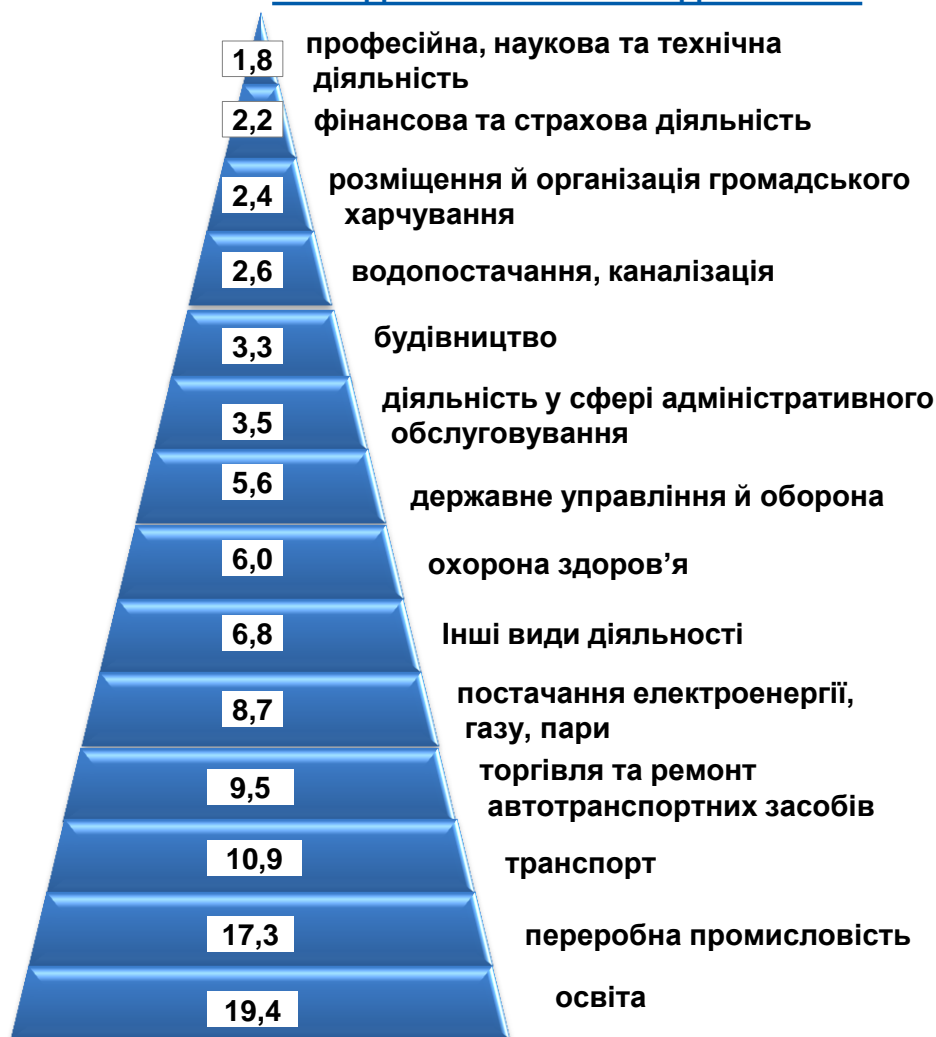 1,8
професійна, наукова та технічна
діяльність
2,2
фінансова та страхова діяльність
2,4
розміщення й організація громадського
харчування
2,6
водопостачання, каналізація
3,3
будівництво
3,5
діяльність у сфері адміністративного
обслуговування
5,6
державне управління й оборона
6,0
охорона здоров’я
6,8
Інші види діяльності
8,7
постачання електроенергії,
газу, пари
9,5
торгівля та ремонт
автотранспортних засобів
10,9
транспорт
17,3
переробна промисловість
19,4
освіта